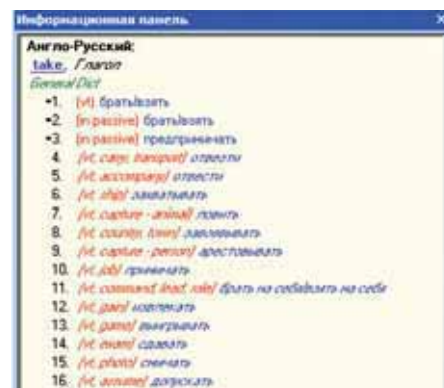 Информационная панель
Англо-Русский:
take, Глагол
General Dict
•1. (vt) брать/взять
•2. (in passive) брать/взять
•3. (in passive) предпринимать
4. (vt, carry, transport) отвезти
5. (vt, accompany) отвести
6. (vt, ship) захватывать
7. (vt, capture - animal) ловить
8. (vt, country, town) завоевывать
9. (vt, capture - person) арестовывать
10. (vt, job) принимать
11. (vt, command, lead, role) брать на себя/взять на себя
12. (vt, gain) извлекать
13. (vt, game) выигрывать
14. (vt, exam) сдавать
15. (vt, photo) снимать
16. (vt, assume) допускать